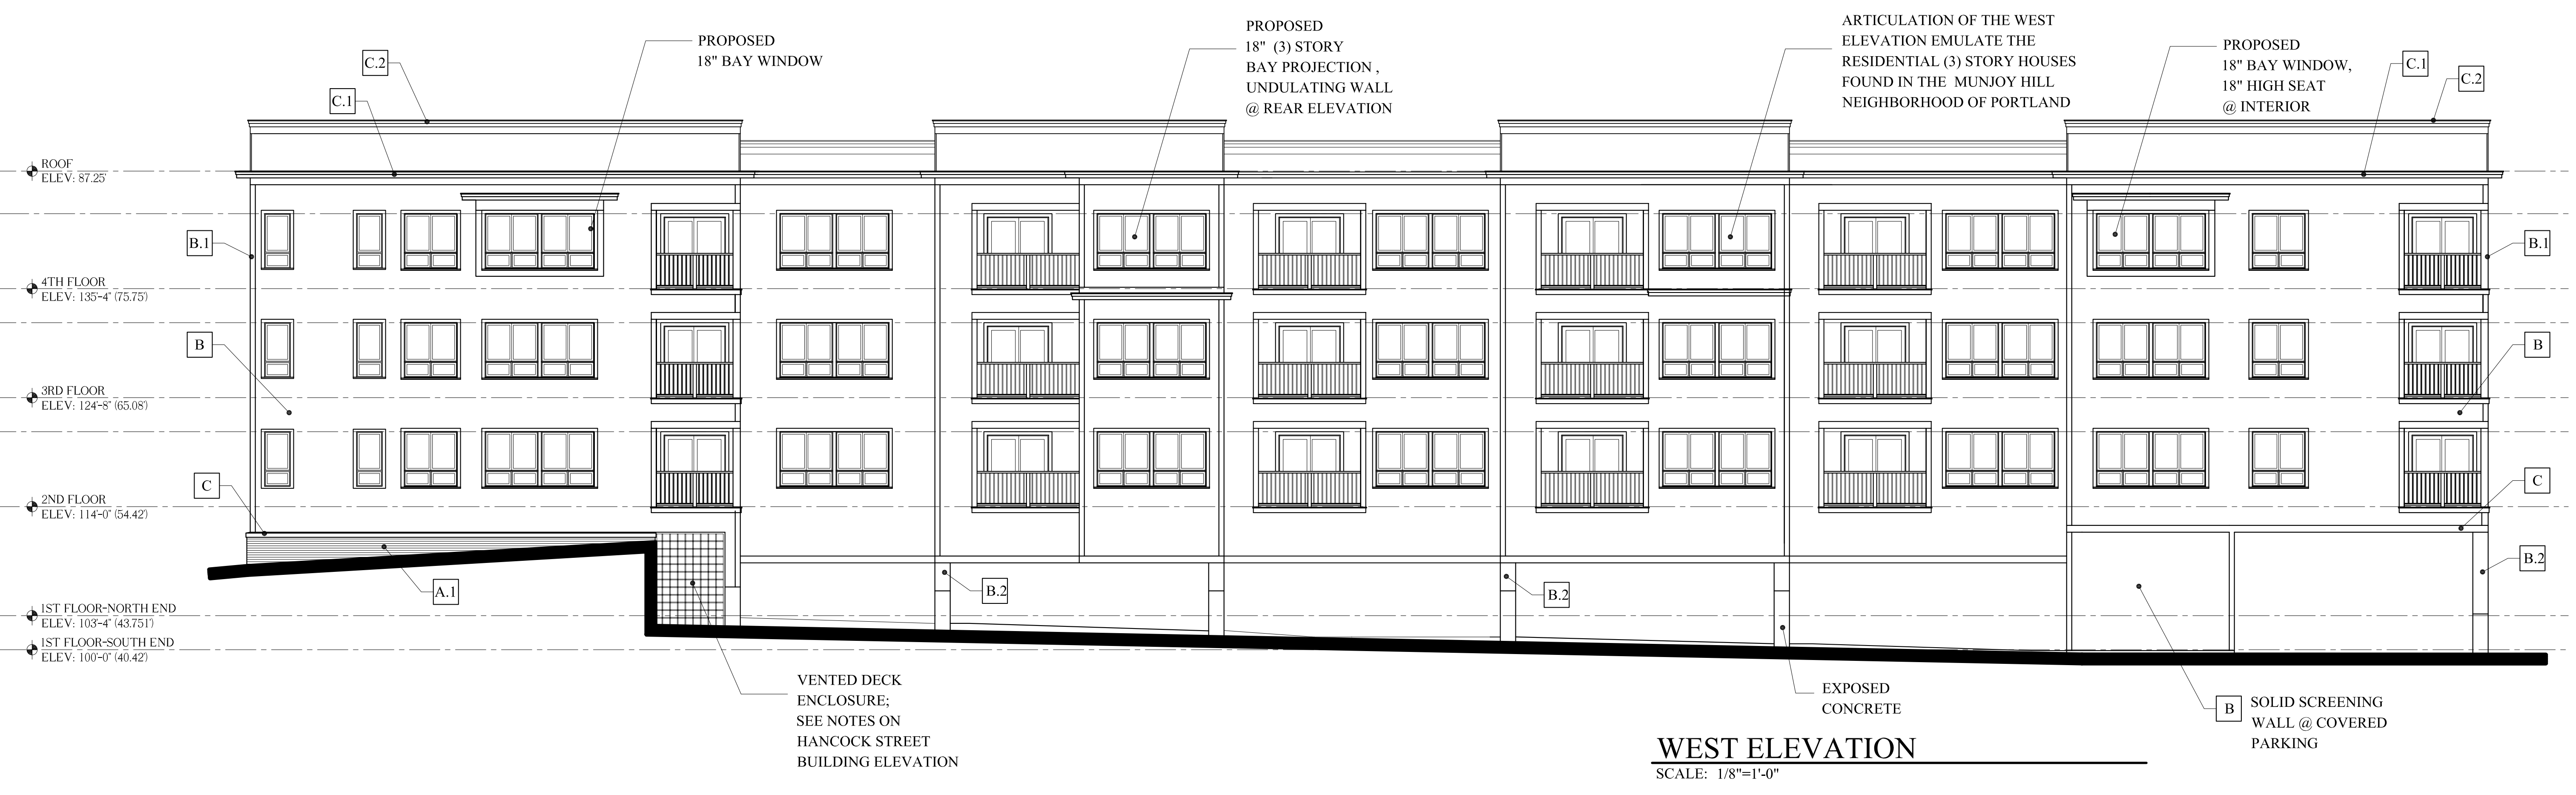 PROPOSED
18" BAY WINDOW
PROPOSED
18" (3) STORY
BAY PROJECTION ,
UNDULATING WALL
@ REAR ELEVATION
ARTICULATION OF THE WEST
ELEVATION EMULATE THE
RESIDENTIAL (3) STORY HOUSES
FOUND IN THE MUNJOY HILL
NEIGHBORHOOD OF PORTLAND
PROPOSED
18" BAY WINDOW,
18" HIGH SEAT
@ INTERIOR
C.2
C.1
C.1
C.2
ROOF
ELEV: 87.25'
B.1
B.1
4TH FLOOR
ELEV: 135'-4" (75.75')
B
B
3RD FLOOR
ELEV: 124'-8" (65.08')
C
C
2ND FLOOR
ELEV: 114'-0" (54.42')
A.1
B.2
B.2
B.2
1ST FLOOR-NORTH END
ELEV: 103'-4" (43.751')
1ST FLOOR-SOUTH END
ELEV: 100'-0" (40.42')
VENTED DECK
ENCLOSURE;
SEE NOTES ON
HANCOCK STREET
BUILDING ELEVATION
EXPOSED
CONCRETE
B
SOLID SCREENING
WALL @ COVERED
PARKING
WEST ELEVATION
SCALE: 1/8"=1'-0"